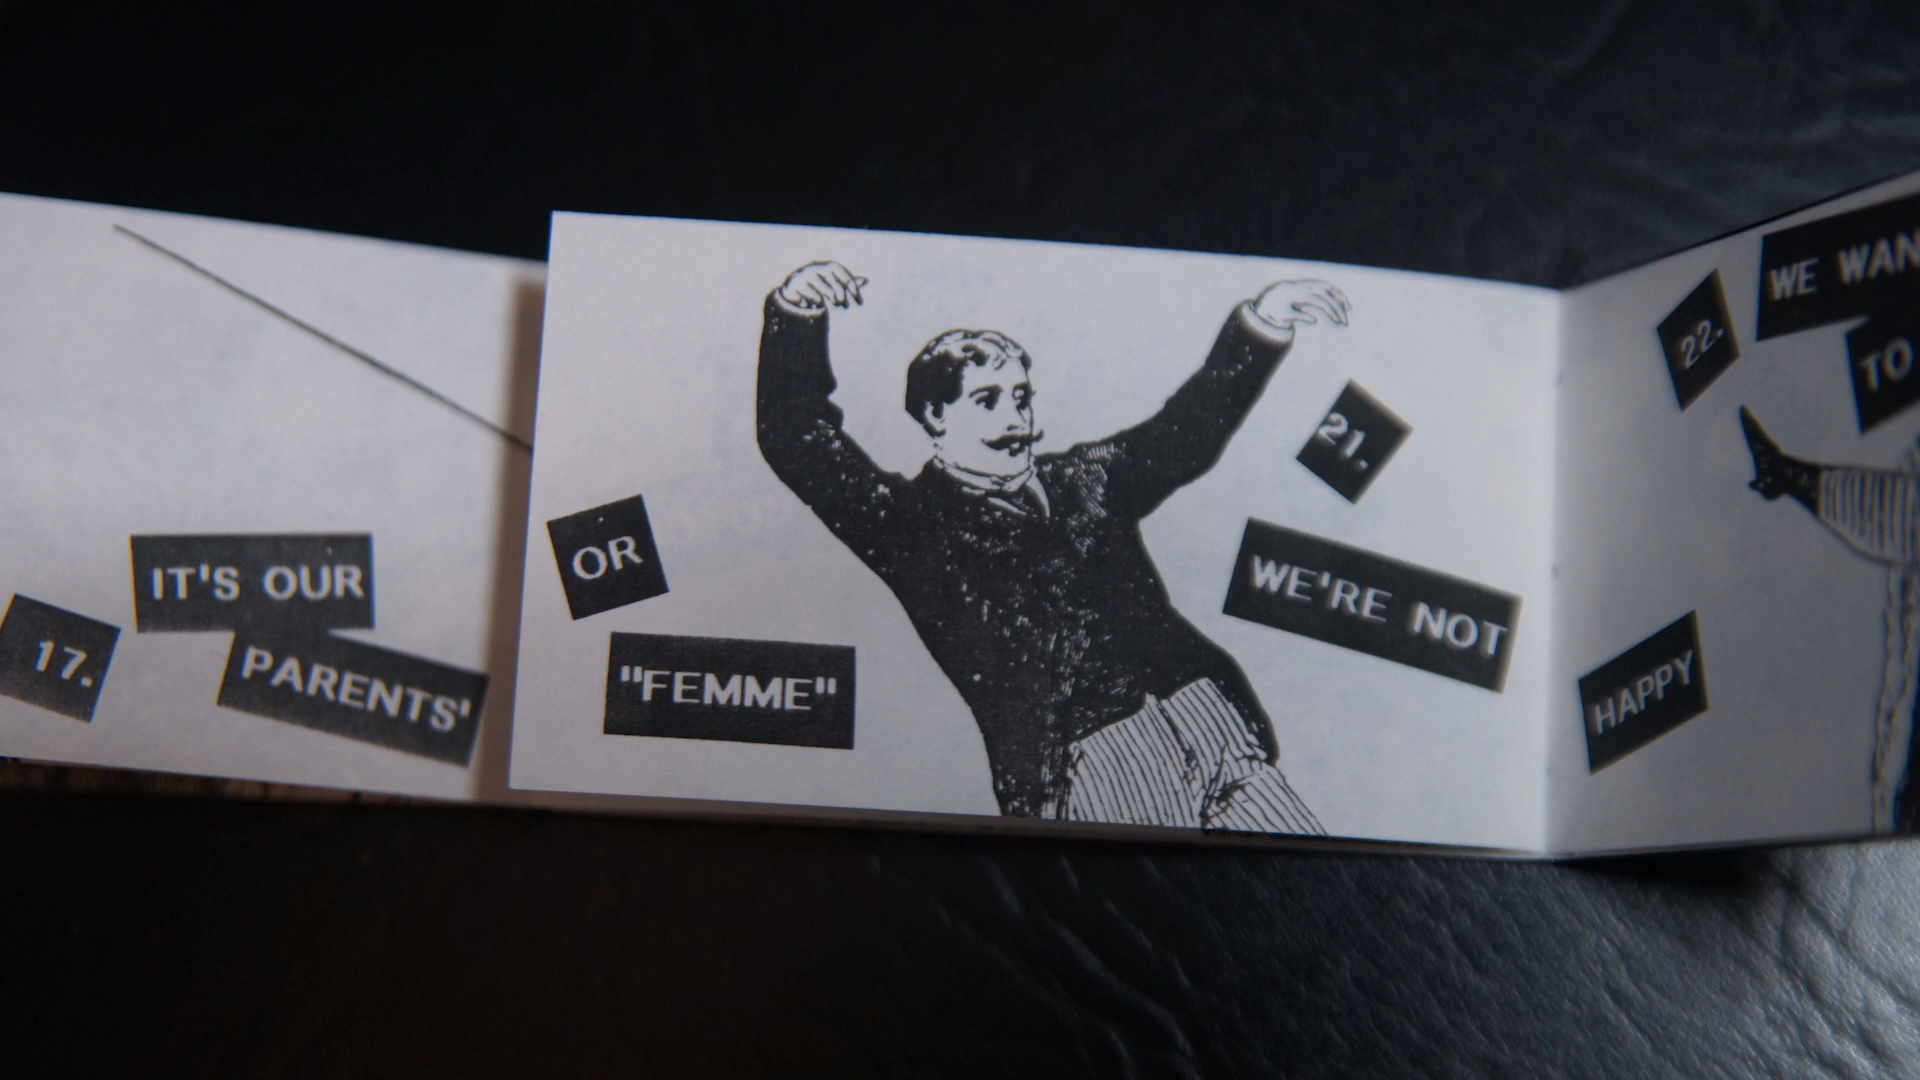 17.
IT'S OUR
PARENTS'
OR
"FEMME"
21.
WE'RE NOT
22.
WE WAN
TO
HAPPY